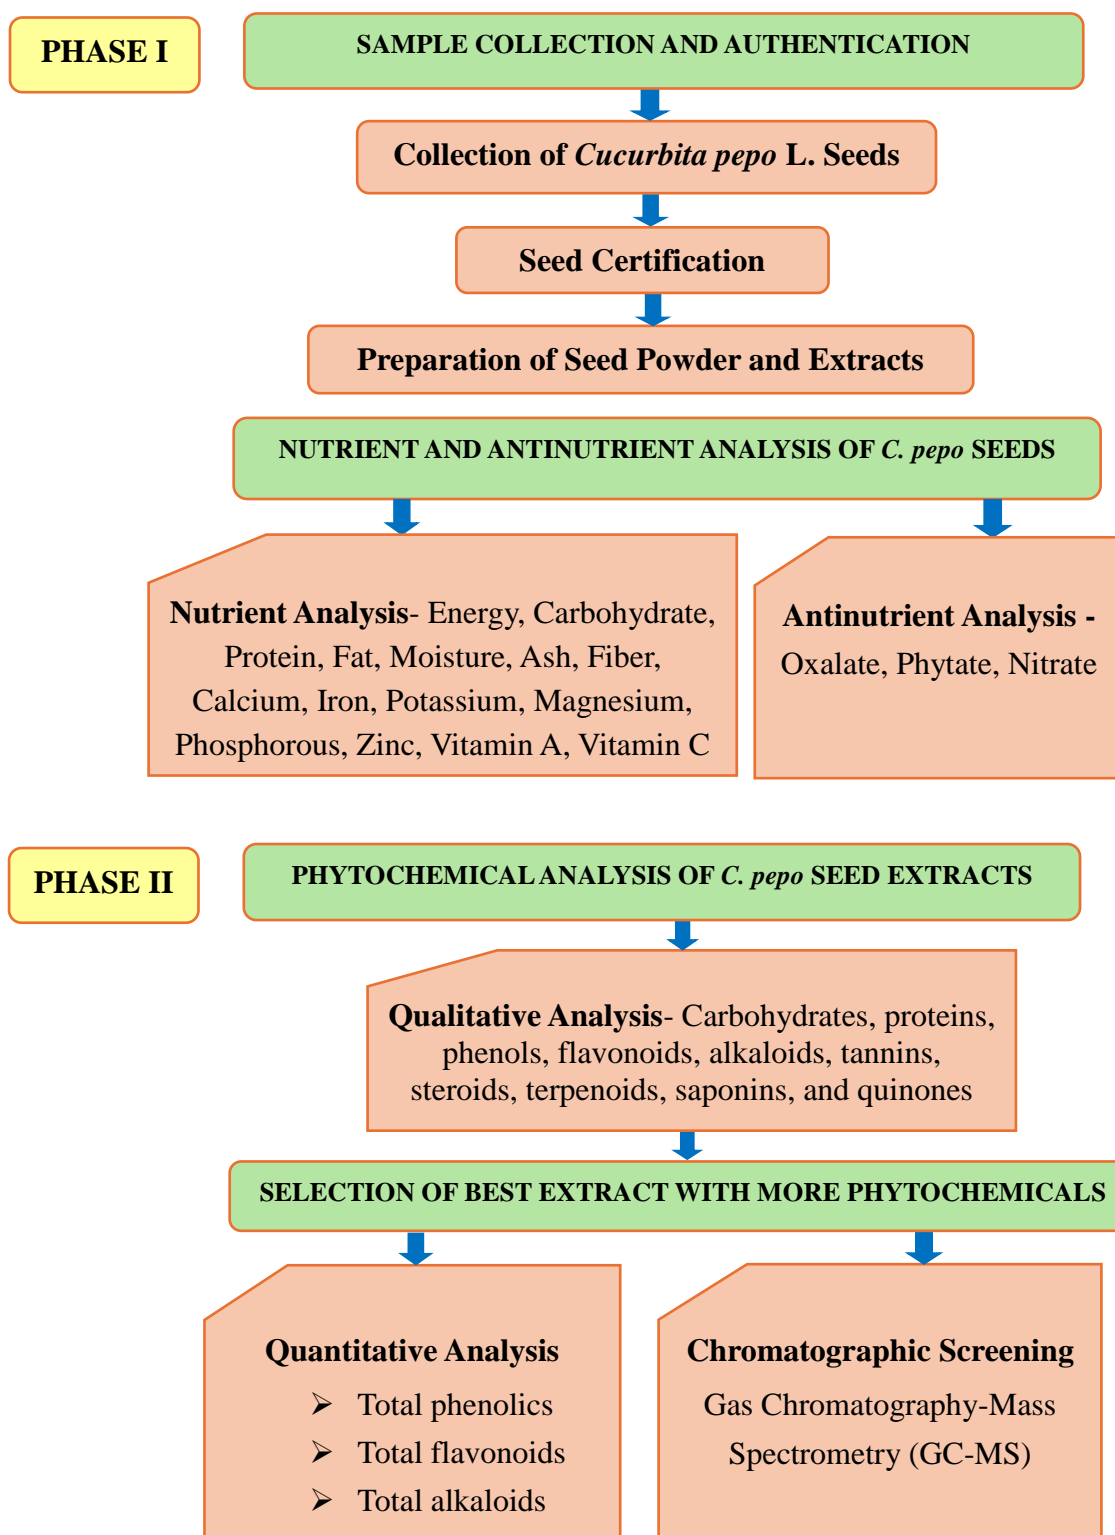 PHASE I
SAMPLE COLLECTION AND AUTHENTICATION
Collection of Cucurbita pepo L. Seeds
Seed Certification
Preparation of Seed Powder and Extracts
NUTRIENT AND ANTINUTRIENT ANALYSIS OF C. pepo SEEDS
Nutrient Analysis- Energy, Carbohydrate,
Protein, Fat, Moisture, Ash, Fiber,
Calcium, Iron, Potassium, Magnesium,
Phosphorous, Zinc, Vitamin A, Vitamin C
Antinutrient Analysis -
Oxalate, Phytate, Nitrate
PHASE II
PHYTOCHEMICAL ANALYSIS OF C. pepo SEED EXTRACTS
Qualitative Analysis- Carbohydrates, proteins,
phenols, flavonoids, alkaloids, tannins,
steroids, terpenoids, saponins, and quinones
SELECTION OF BEST EXTRACT WITH MORE PHYTOCHEMICALS
Quantitative Analysis
➢ Total phenolics
➢ Total flavonoids
➢ Total alkaloids
Chromatographic Screening
Gas Chromatography-Mass
Spectrometry (GC-MS)